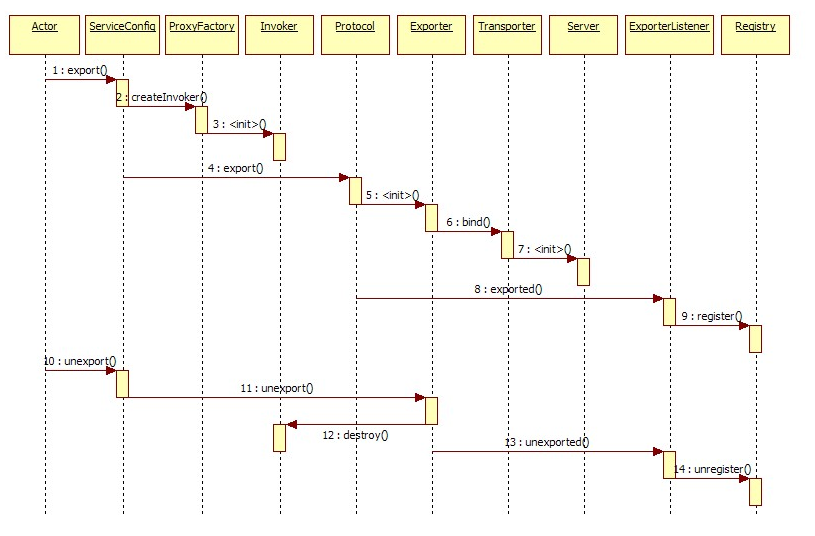 Actor ServiceConfig ProxyFactory Invoker Protocol Exporter Transporter Server ExporterListener Registry
1 : export()
2 : createInvoker()
3 : <init>()
4 : export()
5 : <init>()
6 : bind()
7 : <init>()
8 : exported()
9 : register()
10 : unexport()
11 : unexport()
12 : destroy()
13 : unexported()
14 : unregister()